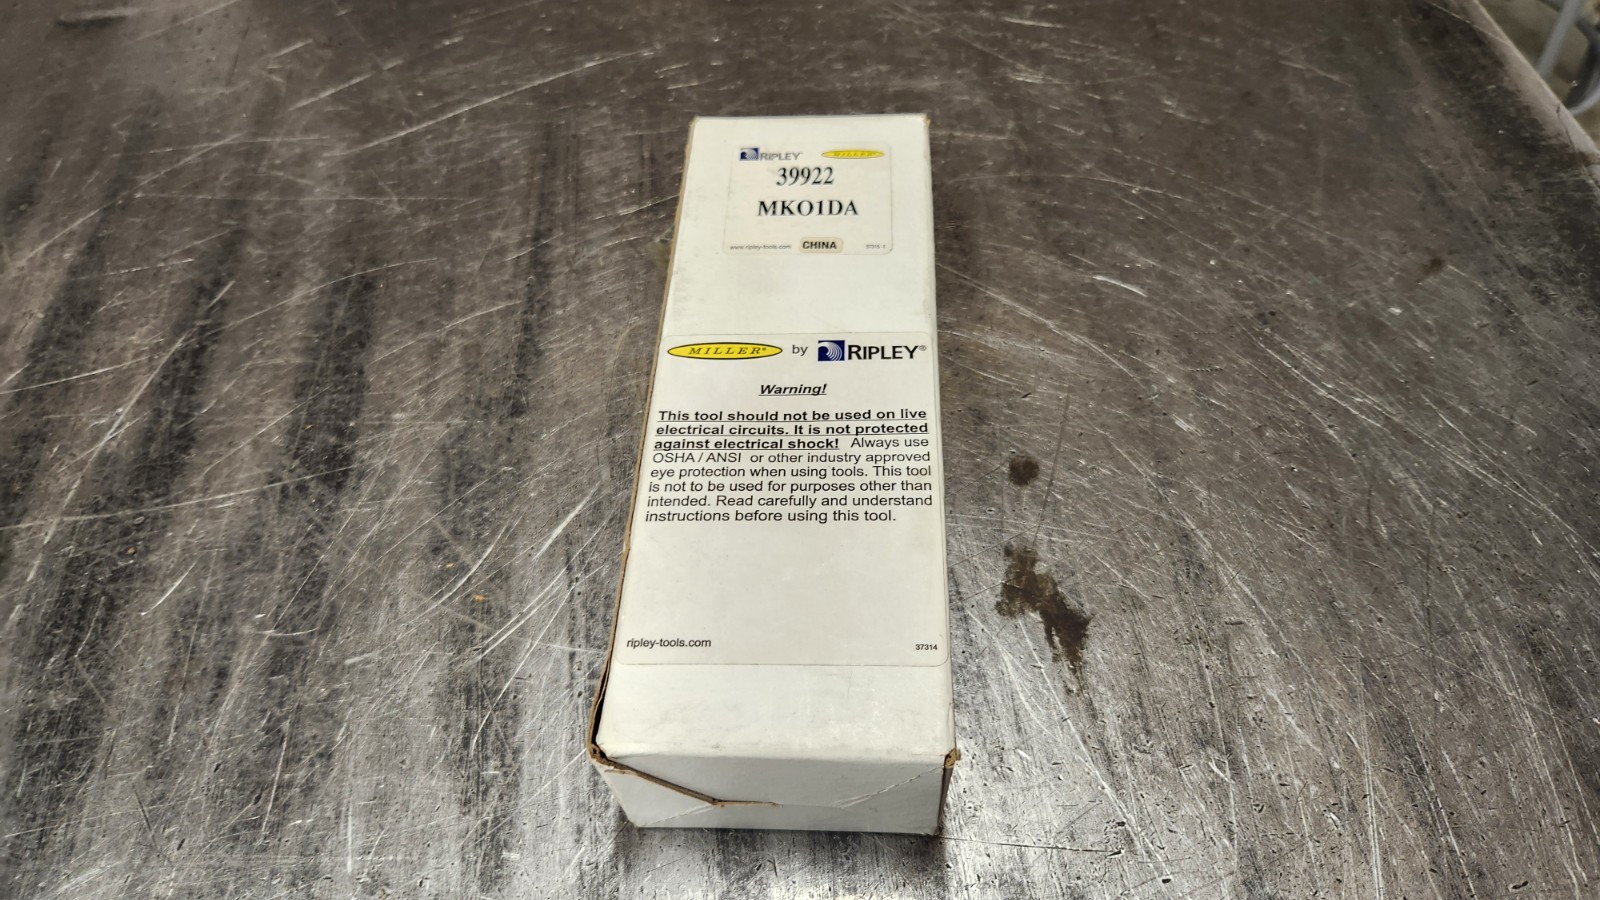 RIPLEY MILLER
39922
MKO1DA
www.ripley-tools.com CHINA
MILLER® by RIPLEY®
Warning!
This tool should not be used on live
electrical circuits. It is not protected
against electrical shock! Always use
OSHA / ANSI or other industry approved
eye protection when using tools. This tool
is not to be used for purposes other than
intended. Read carefully and understand
instructions before using this tool.
ripley-tools.com 37314